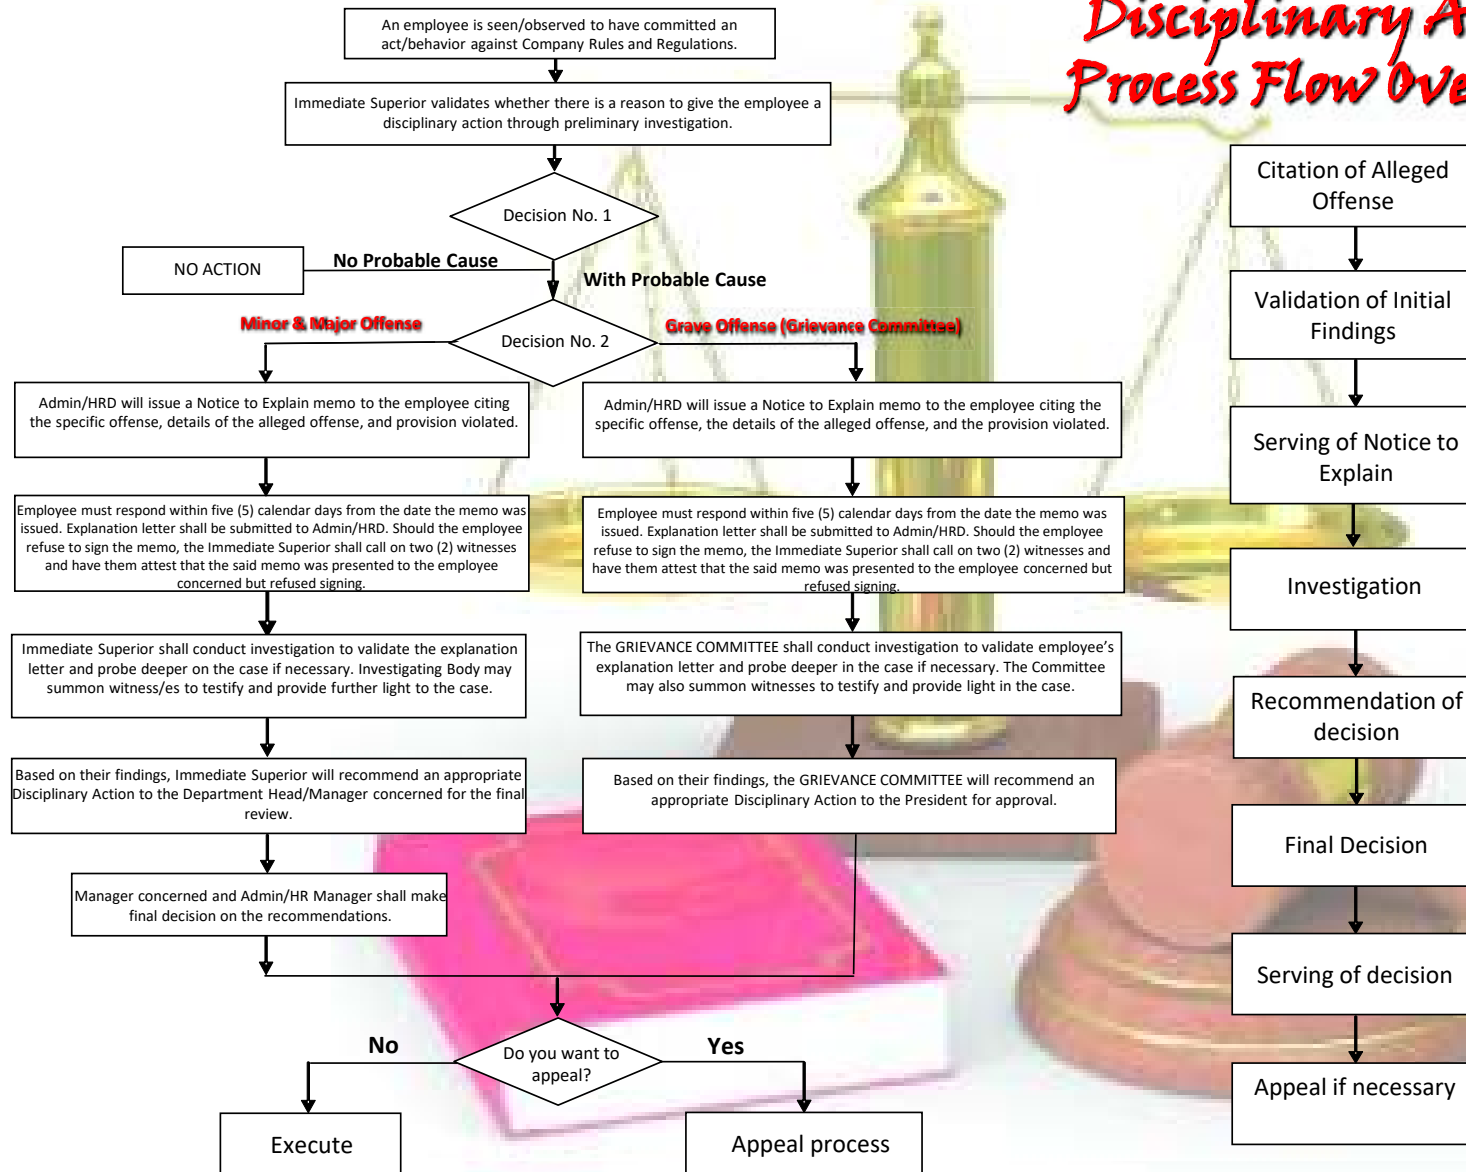 Disciplinary A
Process Flow Ove
An employee is seen/observed to have committed an
act/behavior against Company Rules and Regulations.
Immediate Superior validates whether there is a reason to give the employee a
disciplinary action through preliminary investigation.
Decision No. 1
NO ACTION
No Probable Cause
With Probable Cause
Minor & Major Offense
Decision No. 2
Grave Offense (Grievance Committee)
Admin/HRD will issue a Notice to Explain memo to the employee citing
the specific offense, details of the alleged offense, and provision violated.
Admin/HRD will issue a Notice to Explain memo to the employee citing the
specific offense, the details of the alleged offense, and the provision violated.
Employee must respond within five (5) calendar days from the date the memo was
issued. Explanation letter shall be submitted to Admin/HRD. Should the employee
refuse to sign the memo, the Immediate Superior shall call on two (2) witnesses
and have them attest that the said memo was presented to the employee
concerned but refused signing.
Employee must respond within five (5) calendar days from the date the memo was
issued. Explanation letter shall be submitted to Admin/HRD. Should the employee
refuse to sign the memo, the Immediate Superior shall call on two (2) witnesses and
have them attest that the said memo was presented to the employee concerned but
refused signing.
Immediate Superior shall conduct investigation to validate the explanation
letter and probe deeper on the case if necessary. Investigating Body may
summon witness/es to testify and provide further light to the case.
The GRIEVANCE COMMITTEE shall conduct investigation to validate employee's
explanation letter and probe deeper in the case if necessary. The Committee
may also summon witnesses to testify and provide light in the case.
Based on their findings, Immediate Superior will recommend an appropriate
Disciplinary Action to the Department Head/Manager concerned for the final
review.
Based on their findings, the GRIEVANCE COMMITTEE will recommend an
appropriate Disciplinary Action to the President for approval.
Manager concerned and Admin/HR Manager shall make
final decision on the recommendations.
No
Do you want to
appeal?
Yes
Execute
Appeal process
Citation of Alleged
Offense
Validation of Initial
Findings
Serving of Notice to
Explain
Investigation
Recommendation of
decision
Final Decision
Serving of decision
Appeal if necessary